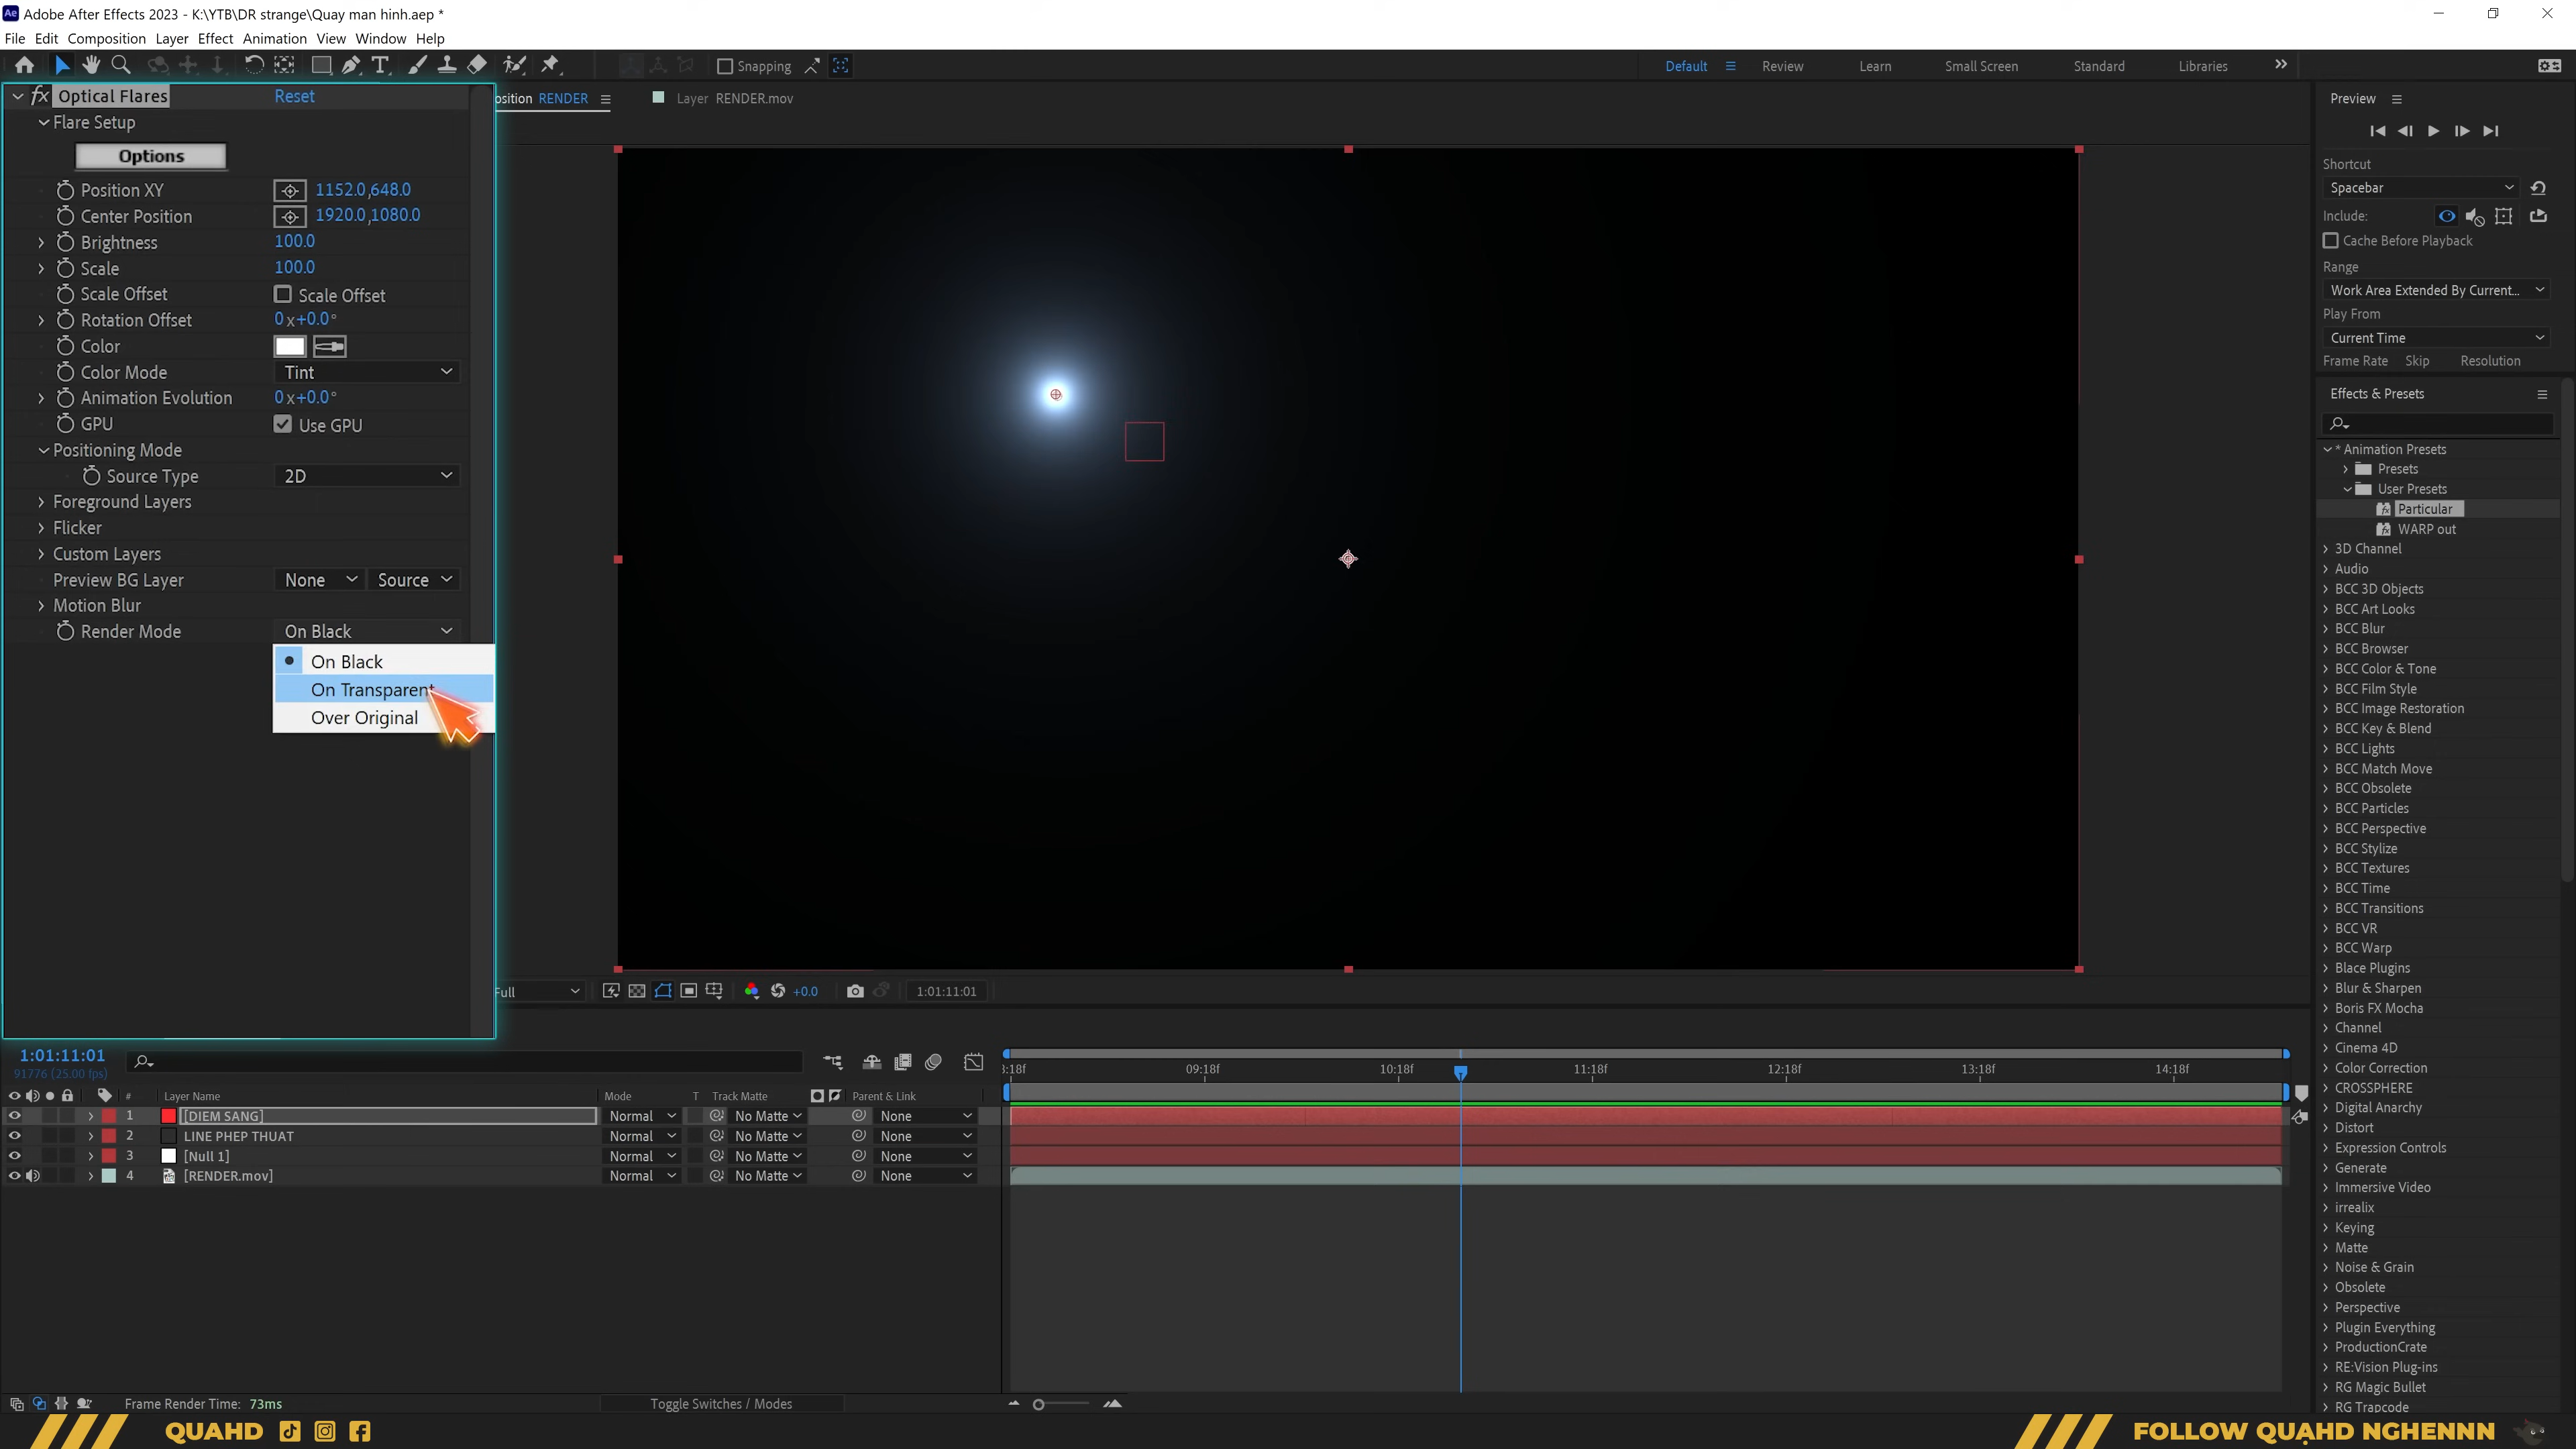 Adobe After Effects 2023 - K:\YTB\DR strange\Quay man hinh.aep *
File Edit Composition Layer Effect Animation View Window Help
Snapping
Default Review Learn Small Screen Standard Libraries
fx Optical Flares Reset
Flare Setup
Options
Position XY 1152.0,648.0
Center Position 1920.0,1080.0
Brightness 100.0
Scale 100.0
Scale Offset Scale Offset
Rotation Offset 0x+0.0°
Color
Color Mode Tint
Animation Evolution 0x+0.0°
GPU Use GPU
Positioning Mode
Source Type 2D
Foreground Layers
Flicker
Custom Layers
Preview BG Layer None Source
Motion Blur
Render Mode On Black
On Black
On Transparent
Over Original
osition RENDER
Layer RENDER.mov
Full +0.0 1:01:11:01
Preview
Shortcut
Spacebar
Include:
Cache Before Playback
Range
Work Area Extended By Current...
Play From
Current Time
Frame Rate Skip Resolution
Effects & Presets
* Animation Presets
Presets
User Presets
Particular
WARP out
3D Channel
Audio
BCC 3D Objects
BCC Art Looks
BCC Blur
BCC Browser
BCC Color & Tone
BCC Film Style
BCC Image Restoration
BCC Key & Blend
BCC Lights
BCC Match Move
BCC Obsolete
BCC Particles
BCC Perspective
BCC Stylize
BCC Textures
BCC Time
BCC Transitions
BCC VR
BCC Warp
Blace Plugins
Blur & Sharpen
Boris FX Mocha
Channel
Cinema 4D
Color Correction
CROSSPHERE
Digital Anarchy
Distort
Expression Controls
Generate
Immersive Video
irrealix
Keying
Matte
Noise & Grain
Obsolete
Perspective
Plugin Everything
ProductionCrate
RE:Vision Plug-ins
RG Magic Bullet
RG Trapcode
1:01:11:01
91776 (25.00 fps)
3:18f 09:18f 10:18f 11:18f 12:18f 13:18f 14:18f
# Layer Name Mode T Track Matte Parent & Link
1 [DIEM SANG] Normal No Matte None
2 LINE PHEP THUAT Normal No Matte None
3 [Null 1] Normal No Matte None
4 [RENDER.mov] Normal No Matte None
Frame Render Time: 73ms
Toggle Switches / Modes
QUAHD
FOLLOW QUẠHD NGHENNN